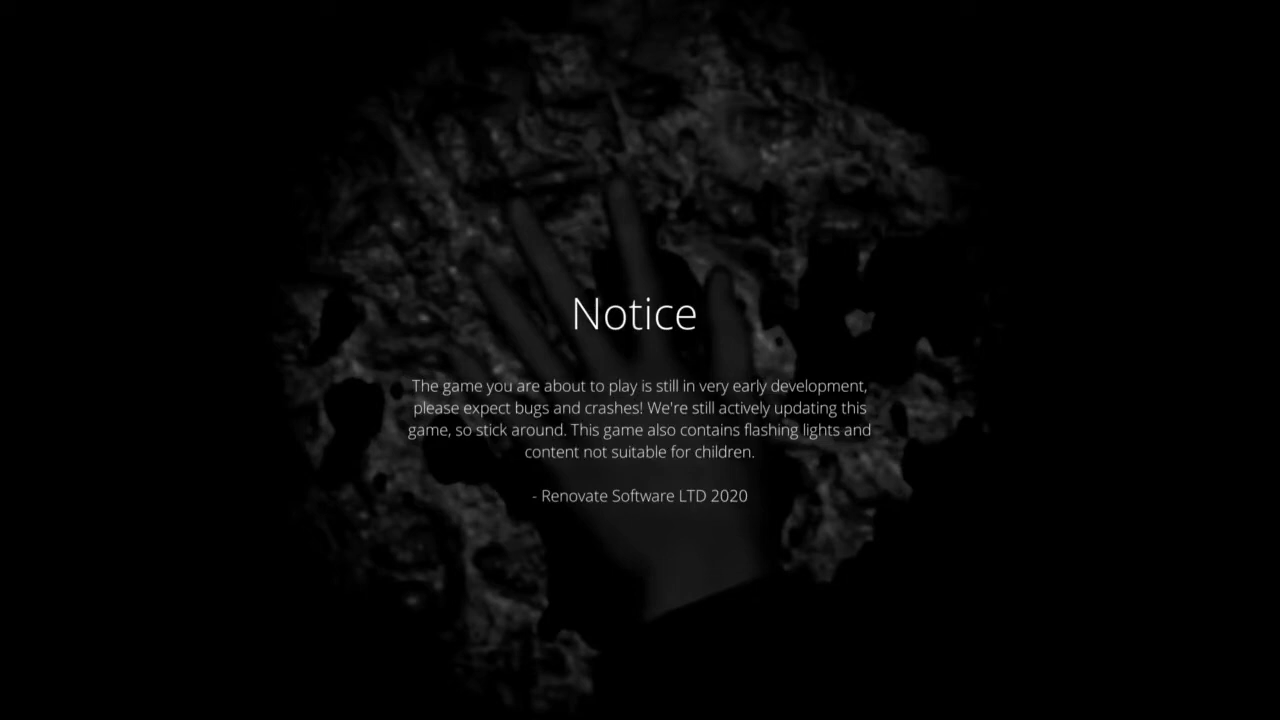 Notice
The game you are about to play is still in very early development,
please expect bugs and crashes! We're still actively updating this
game, so stick around. This game also contains flashing lights and
content not suitable for children.
- Renovate Software LTD 2020